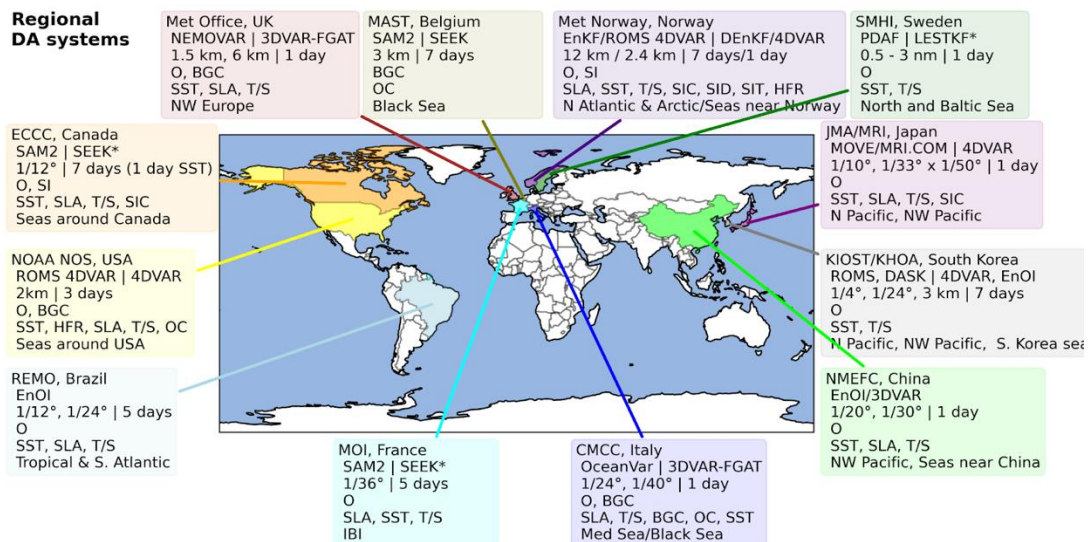 Regional
DA systems
Met Office, UK
NEMOVAR | 3DVAR-FGAT
1.5 km, 6 km | 1 day
O, BGC
SST, SLA, T/S
NW Europe
MAST, Belgium
SAM2 | SEEK
3 km | 7 days
BGC
OC
Black Sea
Met Norway, Norway
EnKF/ROMS 4DVAR | DEnKF/4DVAR
12 km / 2.4 km | 7 days/1 day
O, SI
SLA, SST, T/S, SIC, SID, SIT, HFR
N Atlantic & Arctic/Seas near Norway
SMHI, Sweden
PDAF | LESTKF*
0.5 - 3 nm | 1 day
O
SST, T/S
North and Baltic Sea
ECCC, Canada
SAM2 | SEEK*
1/12° | 7 days (1 day SST)
O, SI
SST, SLA, T/S, SIC
Seas around Canada
JMA/MRI, Japan
MOVE/MRI.COM | 4DVAR
1/10°, 1/33° x 1/50° | 1 day
O
SST, SLA, T/S, SIC
N Pacific, NW Pacific
NOAA NOS, USA
ROMS 4DVAR | 4DVAR
2km | 3 days
O, BGC
SST, HFR, SLA, T/S, OC
Seas around USA
KIOST/KHOA, South Korea
ROMS, DASK | 4DVAR, EnOI
1/4°, 1/24°, 3 km | 7 days
O
SST, T/S
N Pacific, NW Pacific, S. Korea sea
REMO, Brazil
EnOI
1/12°, 1/24° | 5 days
O
SST, SLA, T/S
Tropical & S. Atlantic
NMEFC, China
EnOI/3DVAR
1/20°, 1/30° | 1 day
O
SST, SLA, T/S
NW Pacific, Seas near China
MOI, France
SAM2 | SEEK*
1/36° | 5 days
O
SLA, SST, T/S
IBI
CMCC, Italy
OceanVar | 3DVAR-FGAT
1/24°, 1/40° | 1 day
O, BGC
SLA, T/S, BGC, OC, SST
Med Sea/Black Sea